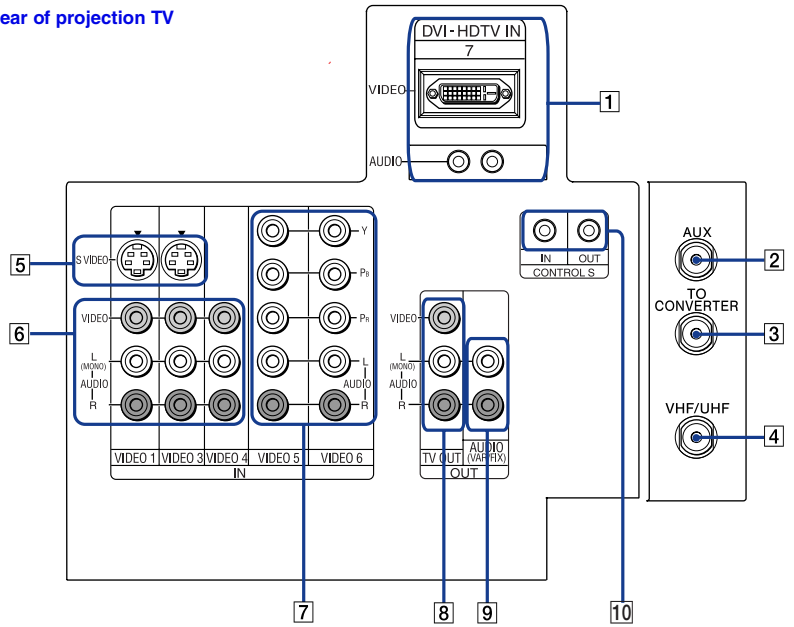 ear of projection TV
DVI-HDTV IN
7
VIDEO
AUDIO
1
AUX
2
TO
CONVERTER
3
VHF/UHF
4
IN OUT
CONTROL S
5
S VIDEO
6
VIDEO
L
(MONO)
AUDIO
R
Y
PB
PR
L
AUDIO
R
VIDEO 1 VIDEO 3 VIDEO 4 VIDEO 5 VIDEO 6
IN
VIDEO
L
(MONO)
AUDIO
R
TV OUT AUDIO
(VAR/FIX)
OUT
7 8 9 10